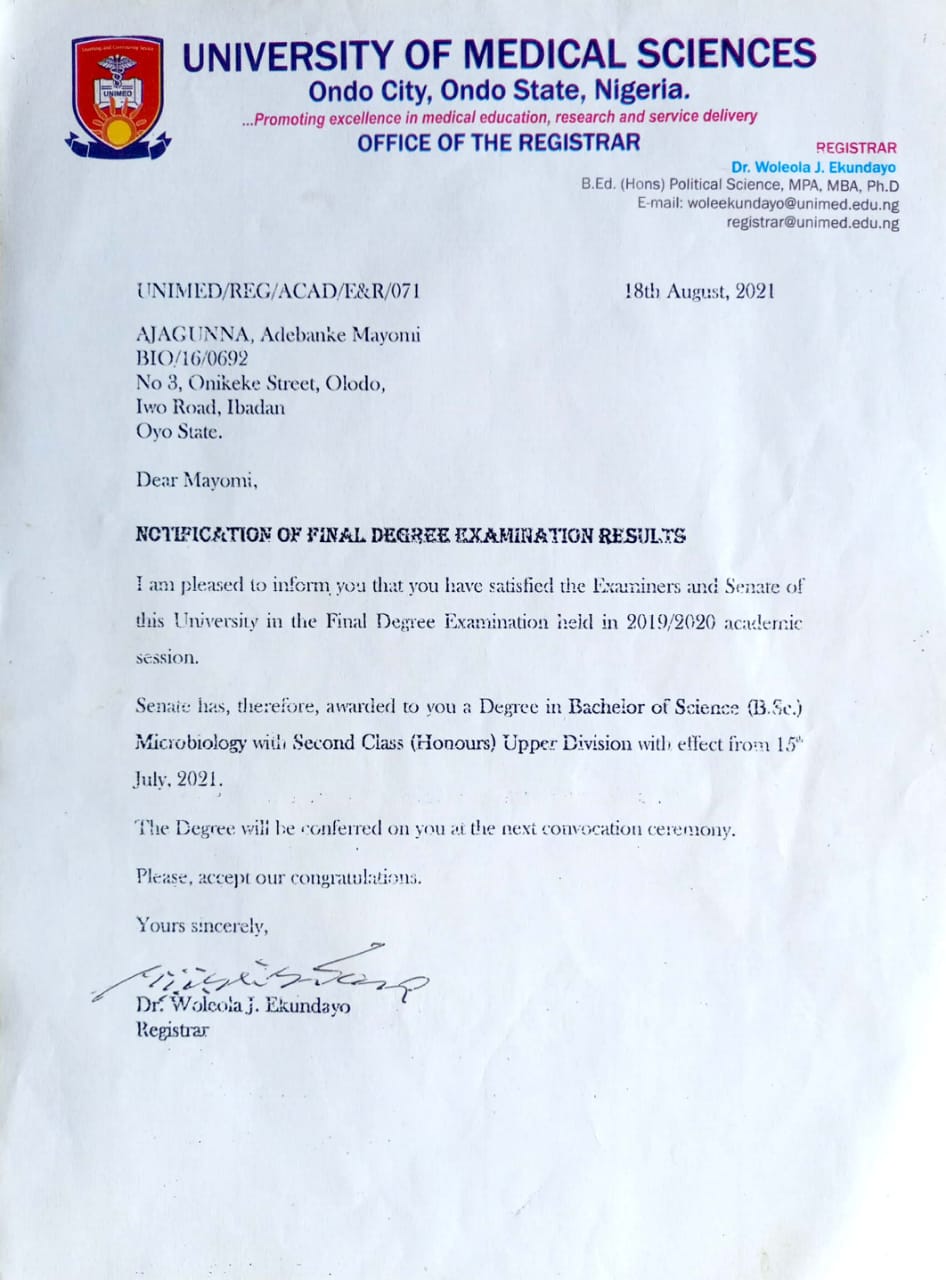 Learning and Continuing Service
UNIMED
UNIVERSITY OF MEDICAL SCIENCES
Ondo City, Ondo State, Nigeria.
...Promoting excellence in medical education, research and service delivery
OFFICE OF THE REGISTRAR
REGISTRAR
Dr. Woleola J. Ekundayo
B.Ed. (Hons) Political Science, MPA, MBA, Ph.D
E-mail: woleekundayo@unimed.edu.ng
registrar@unimed.edu.ng
UNIMED/REG/ACAD/E&R/071 18th August, 2021
AJAGUNNA, Adebanke Mayomi
BIO/16/0692
No 3, Onikeke Street, Olodo,
Iwo Road, Ibadan
Oyo State.
Dear Mayomi,
NOTIFICATION OF FINAL DEGREE EXAMINATION RESULTS
I am pleased to inform you that you have satisfied the Examiners and Senate of
this University in the Final Degree Examination held in 2019/2020 academic
session.
Senate has, therefore, awarded to you a Degree in Bachelor of Science (B.Sc.)
Microbiology with Second Class (Honours) Upper Division with effect from 15th
July, 2021.
The Degree will be conferred on you at the next convocation ceremony.
Please, accept our congratulations.
Yours sincerely,
Dr. Woleola J. Ekundayo
Registrar